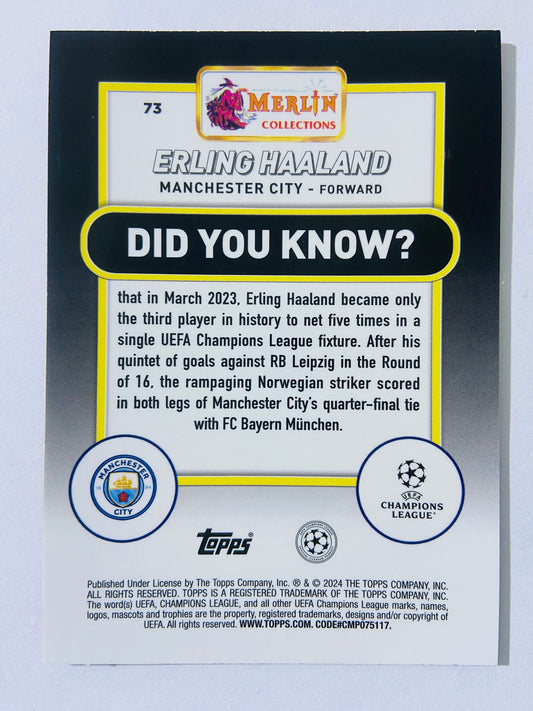 73
MERLIN
COLLECTIONS
ERLING HAALAND
MANCHESTER CITY - FORWARD
DID YOU KNOW?
that in March 2023, Erling Haaland became only
the third player in history to net five times in a
single UEFA Champions League fixture. After his
quintet of goals against RB Leipzig in the Round
of 16, the rampaging Norwegian striker scored
in both legs of Manchester City's quarter-final tie
with FC Bayern München.
MANCHESTER
18 94
CITY
UEFA
CHAMPIONS
LEAGUE®
topps®
Published Under License by The Topps Company, Inc. ® & © 2024 THE TOPPS COMPANY, INC.
ALL RIGHTS RESERVED. TOPPS IS A REGISTERED TRADEMARK OF THE TOPPS COMPANY, INC.
The word(s) UEFA, CHAMPIONS LEAGUE, and all other UEFA Champions League marks, names,
logos, mascots and trophies are the property, registered trademarks, designs and/or copyright of
UEFA. All rights reserved. WWW.TOPPS.COM. CODE#CMP075117.